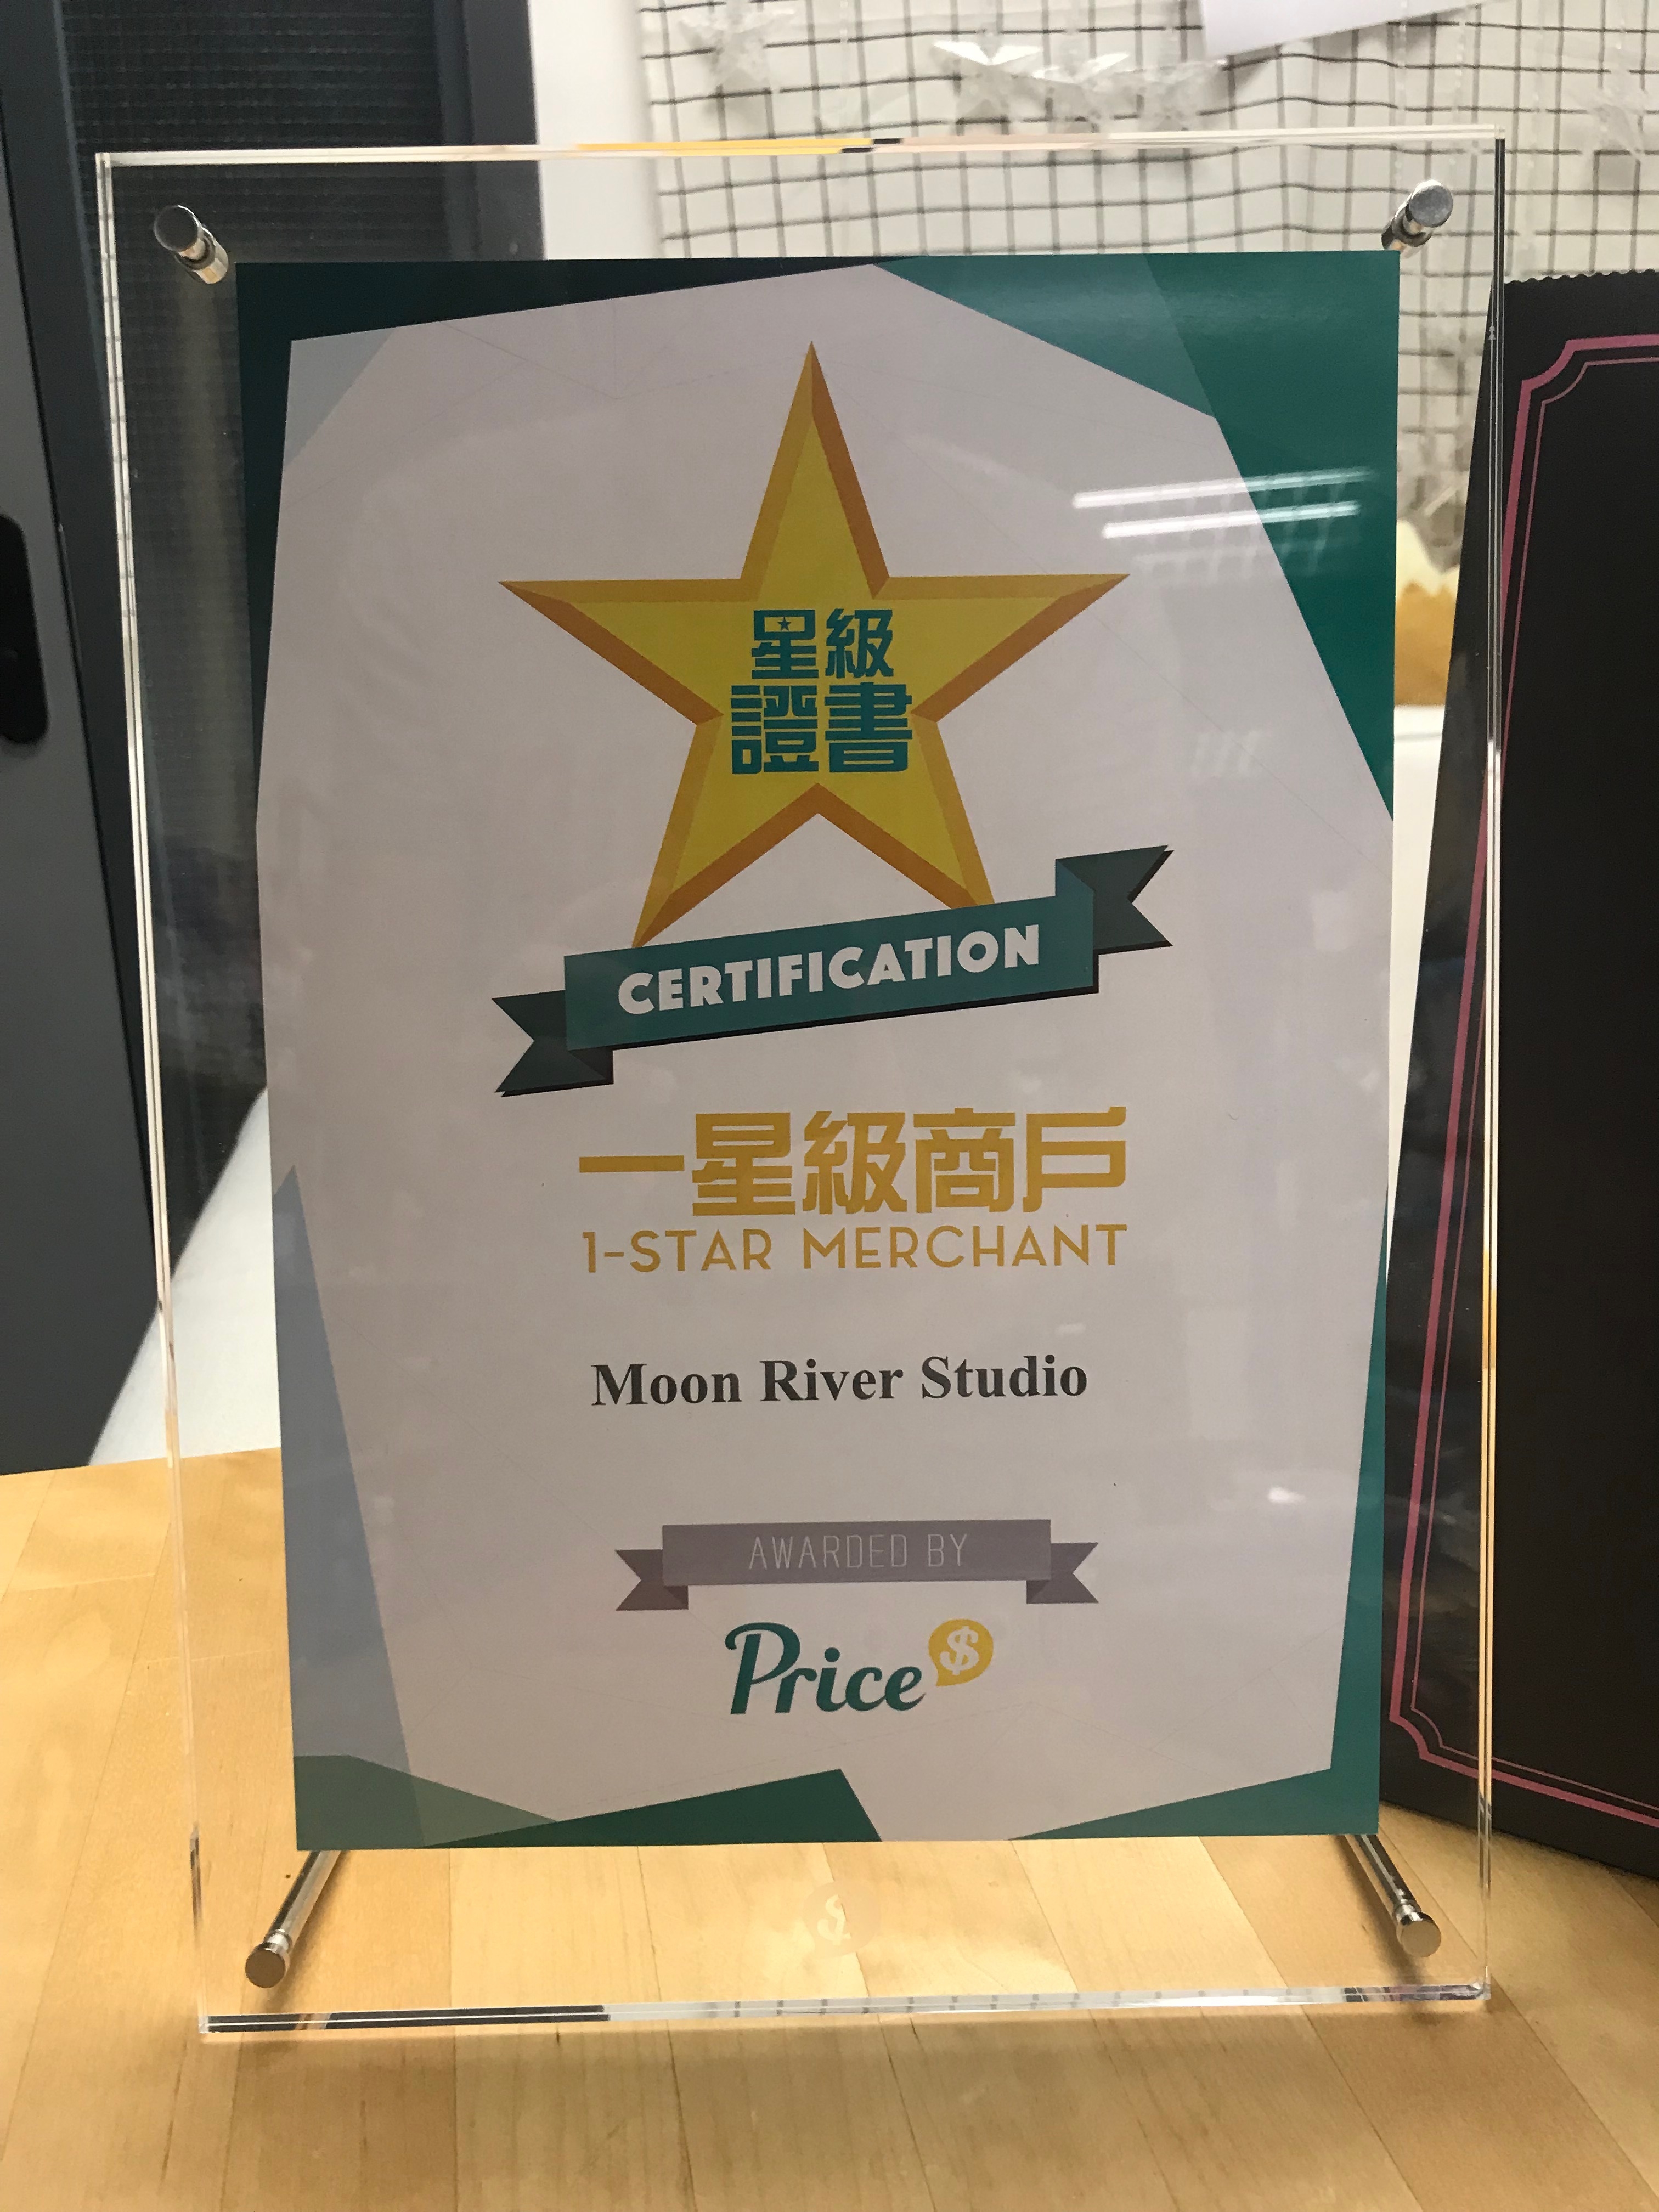 星級
證書
CERTIFICATION
一星級商戶
1-STAR MERCHANT
Moon River Studio
AWARDED BY
Price $